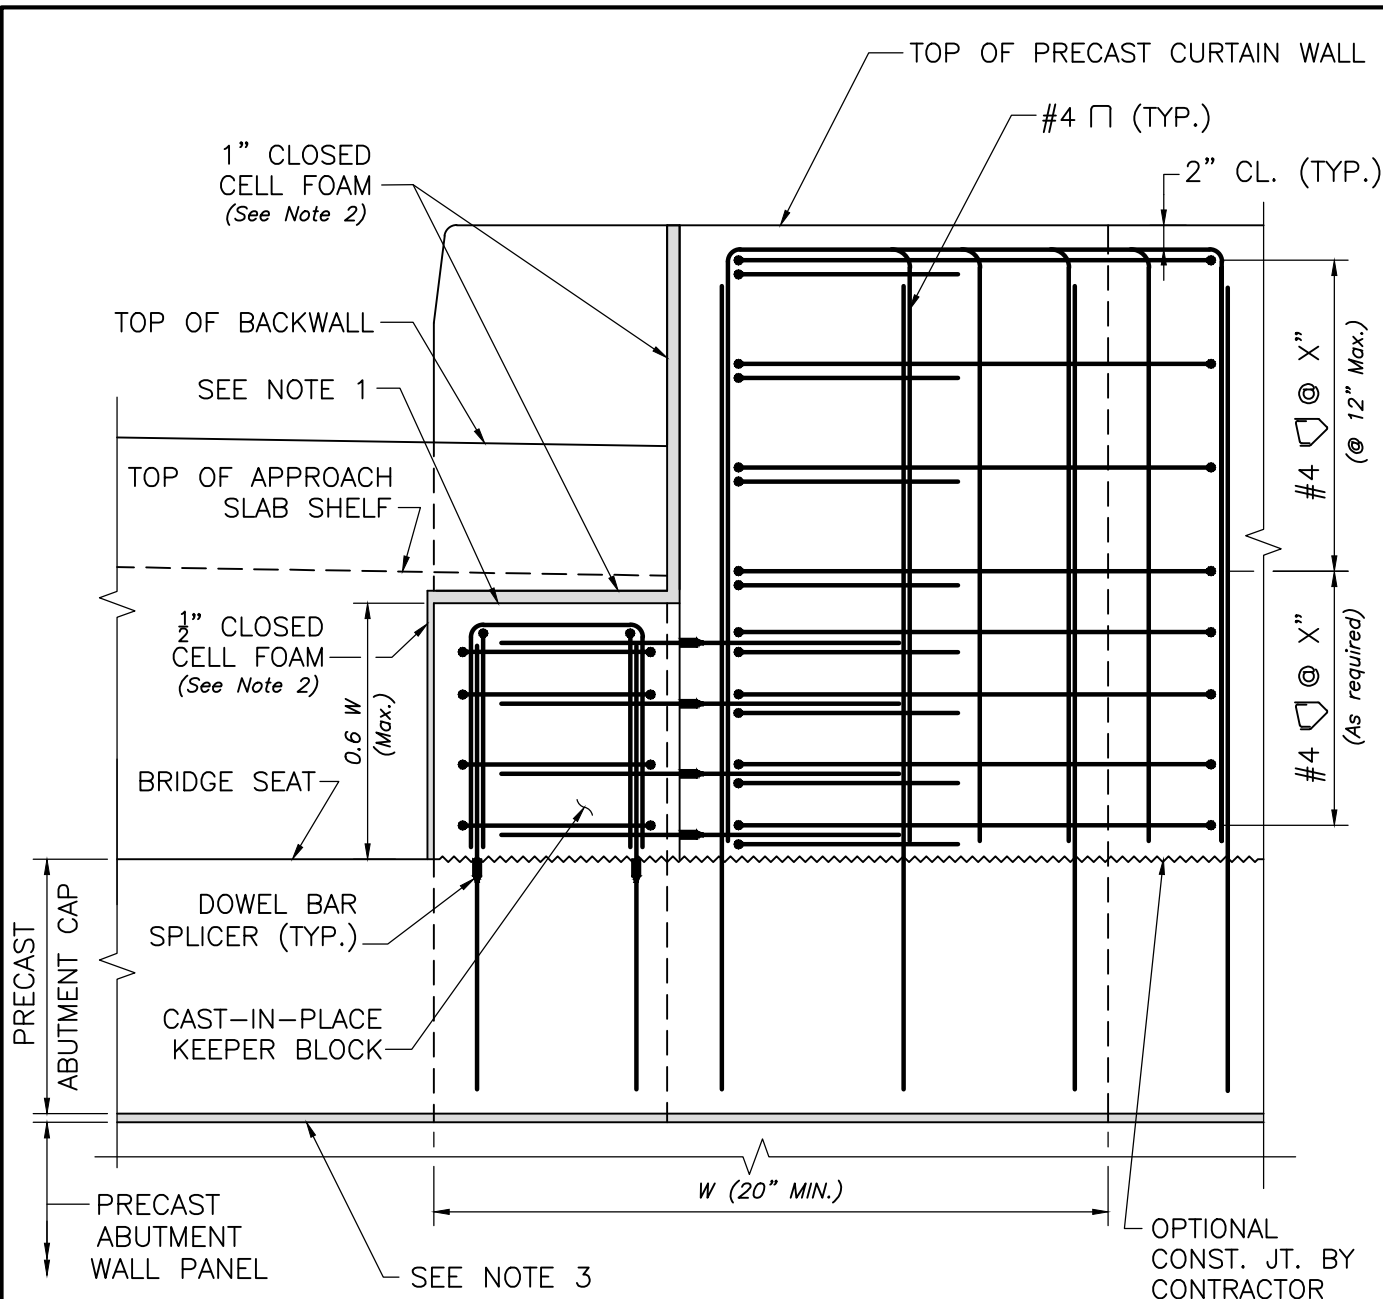 TOP OF PRECAST CURTAIN WALL
#4 ⊓ (TYP.)
2" CL. (TYP.)
1" CLOSED
CELL FOAM
(See Note 2)
TOP OF BACKWALL
SEE NOTE 1
TOP OF APPROACH
SLAB SHELF
1/2" CLOSED
CELL FOAM
(See Note 2)
0.6 W
(Max.)
BRIDGE SEAT
#4 @ X"
(@ 12" Max.)
#4 @ X"
(As required)
PRECAST
ABUTMENT CAP
DOWEL BAR
SPLICER (TYP.)
CAST-IN-PLACE
KEEPER BLOCK
W (20" MIN.)
PRECAST
ABUTMENT
WALL PANEL
SEE NOTE 3
OPTIONAL
CONST. JT. BY
CONTRACTOR